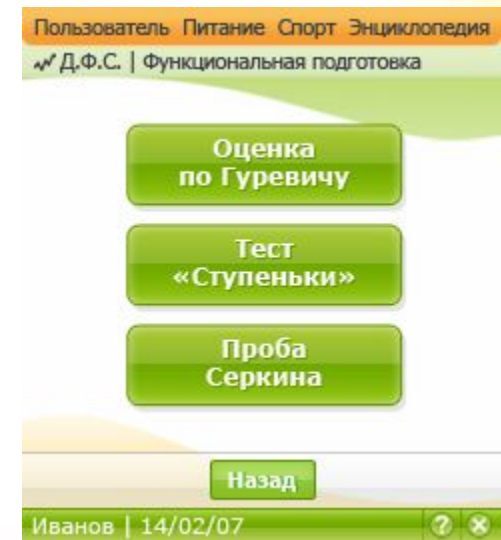 Пользователь Питание Спорт Энциклопедия
Д.Ф.С. | Функциональная подготовка
Оценка
по Гуревичу
Тест
«Ступеньки»
Проба
Серкина
Назад
Иванов | 14/02/07 ? ×